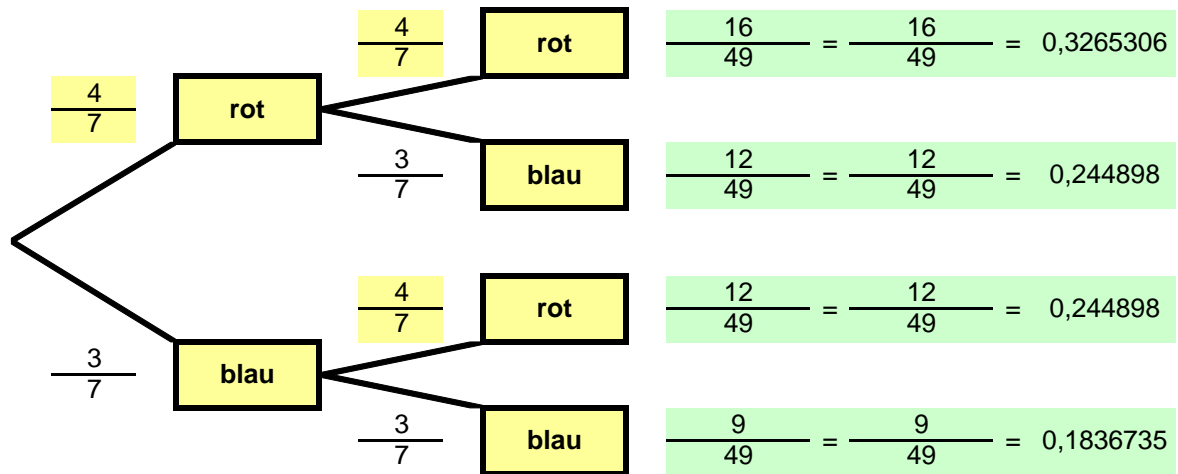 4/7 rot 16/49 = 16/49 = 0,3265306
4/7 rot
3/7 blau 12/49 = 12/49 = 0,244898
4/7 rot 12/49 = 12/49 = 0,244898
3/7 blau
3/7 blau 9/49 = 9/49 = 0,1836735